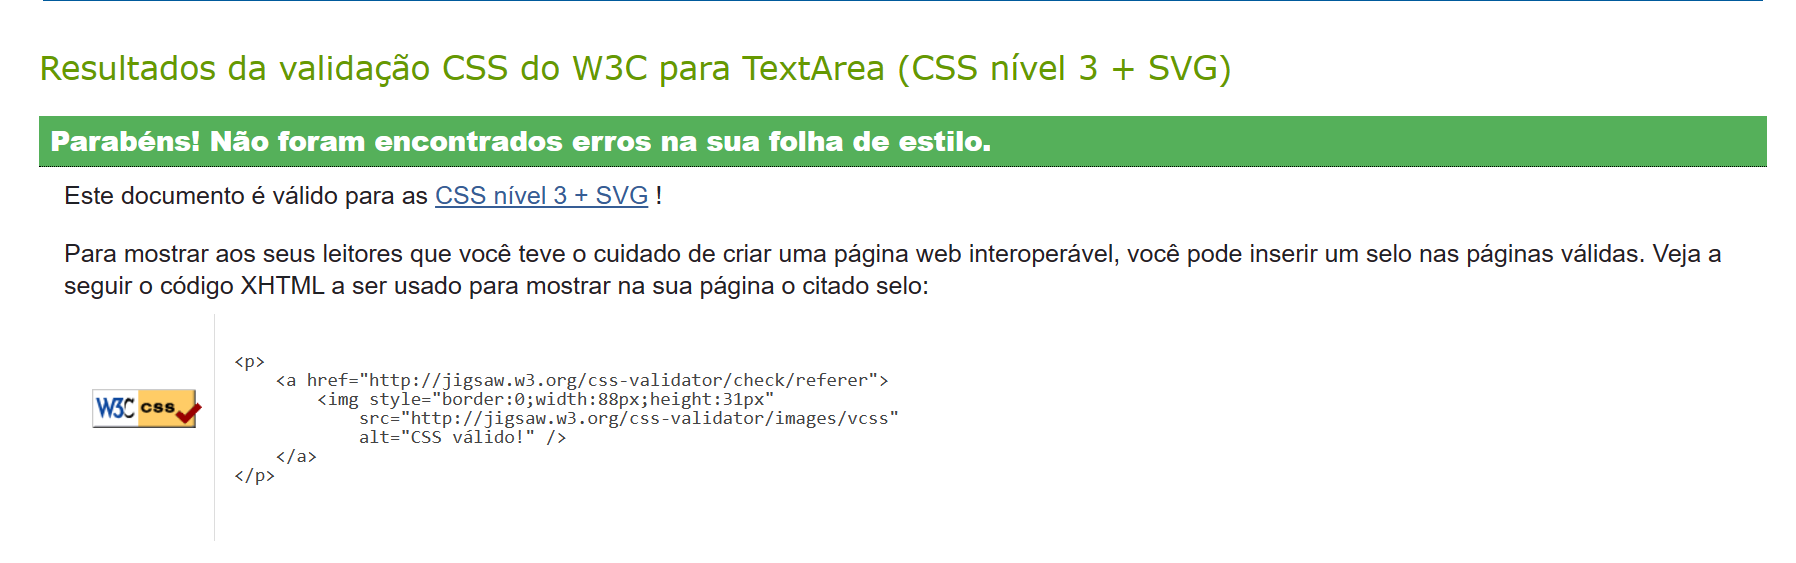 Resultados da validação CSS do W3C para TextArea (CSS nível 3 + SVG)
Parabéns! Não foram encontrados erros na sua folha de estilo.
Este documento é válido para as CSS nível 3 + SVG !
Para mostrar aos seus leitores que você teve o cuidado de criar uma página web interoperável, você pode inserir um selo nas páginas válidas. Veja a
seguir o código XHTML a ser usado para mostrar na sua página o citado selo:
W3C css
<p>
    <a href="http://jigsaw.w3.org/css-validator/check/referer">
        <img style="border:0;width:88px;height:31px"
            src="http://jigsaw.w3.org/css-validator/images/vcss"
            alt="CSS válido!" />
    </a>
</p>